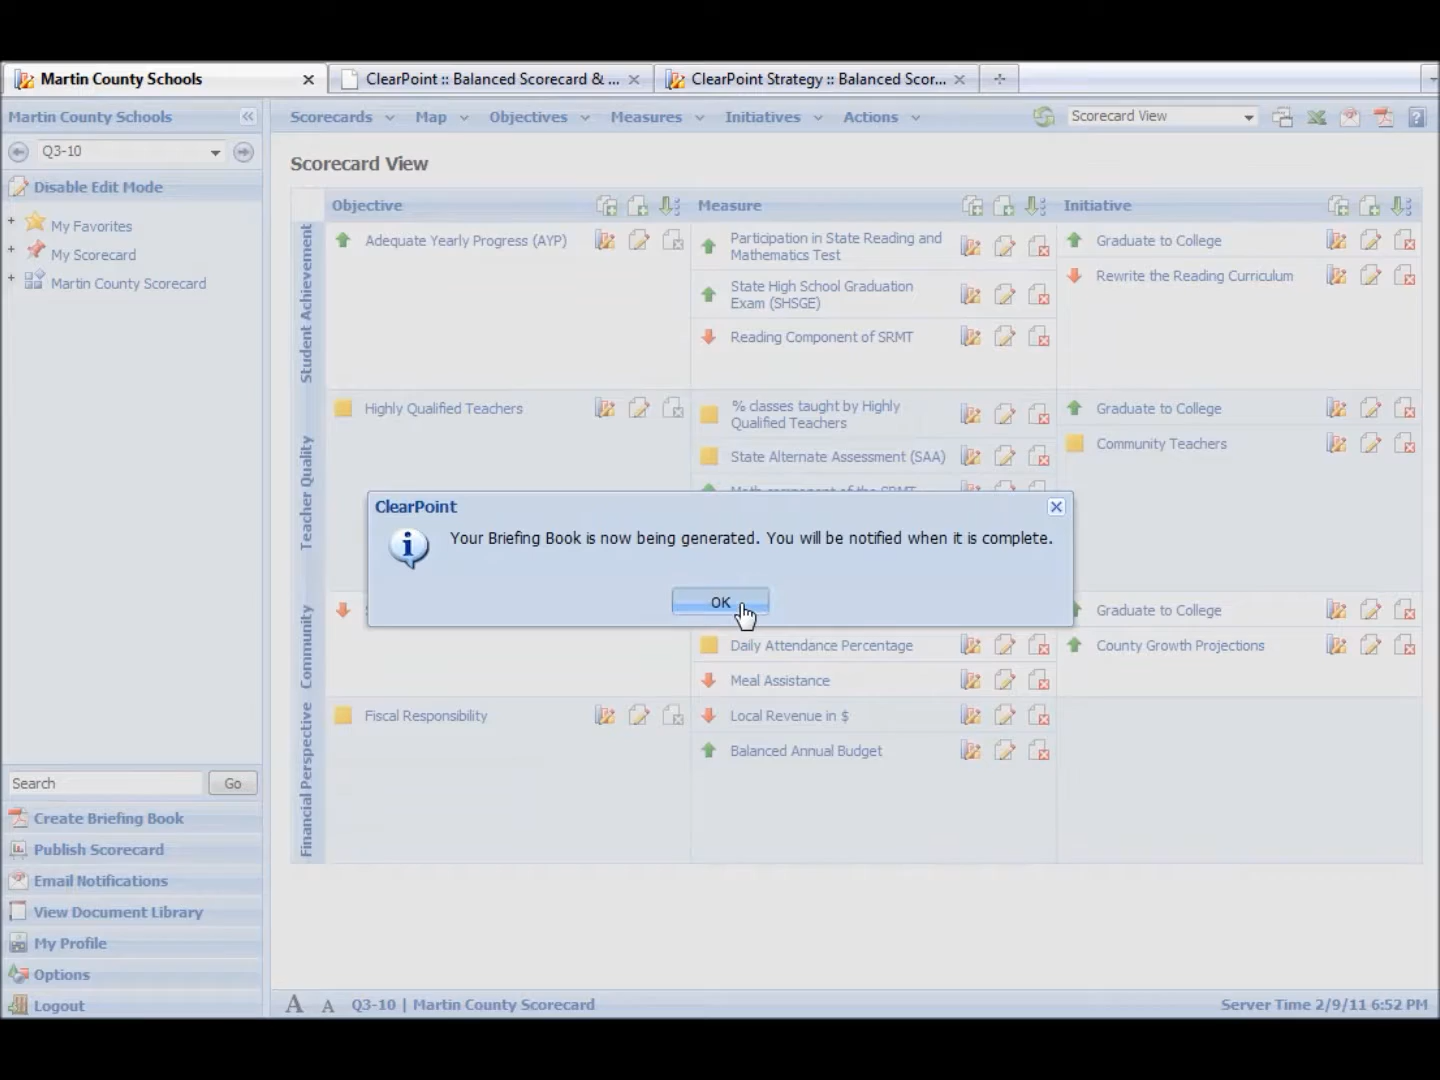 Martin County Schools
ClearPoint :: Balanced Scorecard & ...
ClearPoint Strategy :: Balanced Scor...
Martin County Schools
Scorecards
Map
Objectives
Measures
Initiatives
Actions
Scorecard View
Q3-10
Disable Edit Mode
My Favorites
My Scorecard
Martin County Scorecard
Scorecard View
Objective
Measure
Initiative
Student Achievement
Adequate Yearly Progress (AYP)
Participation in State Reading and
Mathematics Test
State High School Graduation
Exam (SHSGE)
Reading Component of SRMT
Graduate to College
Rewrite the Reading Curriculum
Teacher Quality
Highly Qualified Teachers
% classes taught by Highly
Qualified Teachers
State Alternate Assessment (SAA)
Math component of the SRMT
Graduate to College
Community Teachers
ClearPoint
Your Briefing Book is now being generated. You will be notified when it is complete.
OK
Community
Daily Attendance Percentage
Meal Assistance
Graduate to College
County Growth Projections
Financial Perspective
Fiscal Responsibility
Local Revenue in $
Balanced Annual Budget
Search
Go
Create Briefing Book
Publish Scorecard
Email Notifications
View Document Library
My Profile
Options
Logout
A A Q3-10 | Martin County Scorecard
Server Time 2/9/11 6:52 PM